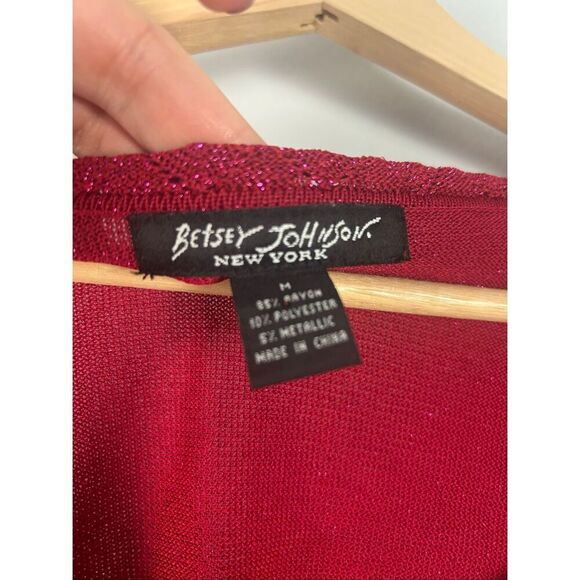 BETSEY JOHNSON.
NEW YORK
M
85% RAYON
10% POLYESTER
5% METALLIC
MADE IN CHINA